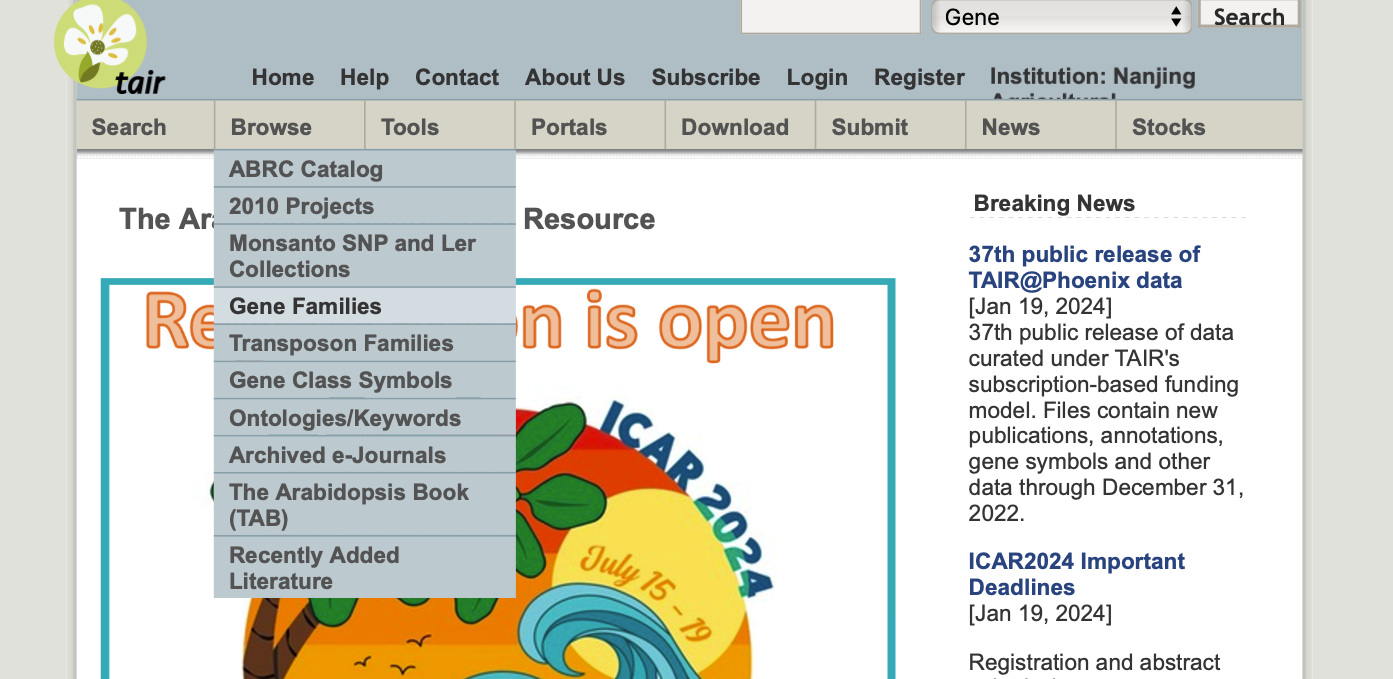 Gene
Search
tair
Home Help Contact About Us Subscribe Login Register Institution: Nanjing
Search Browse Tools Portals Download Submit News Stocks
ABRC Catalog
2010 Projects
Monsanto SNP and Ler
Collections
Gene Families
Transposon Families
Gene Class Symbols
Ontologies/Keywords
Archived e-Journals
The Arabidopsis Book
(TAB)
Recently Added
Literature
The Ara Resource
Re n is open
ICAR 2024
July 15 - 19
Breaking News
37th public release of
TAIR@Phoenix data
[Jan 19, 2024]
37th public release of data
curated under TAIR's
subscription-based funding
model. Files contain new
publications, annotations,
gene symbols and other
data through December 31,
2022.
ICAR2024 Important
Deadlines
[Jan 19, 2024]
Registration and abstract